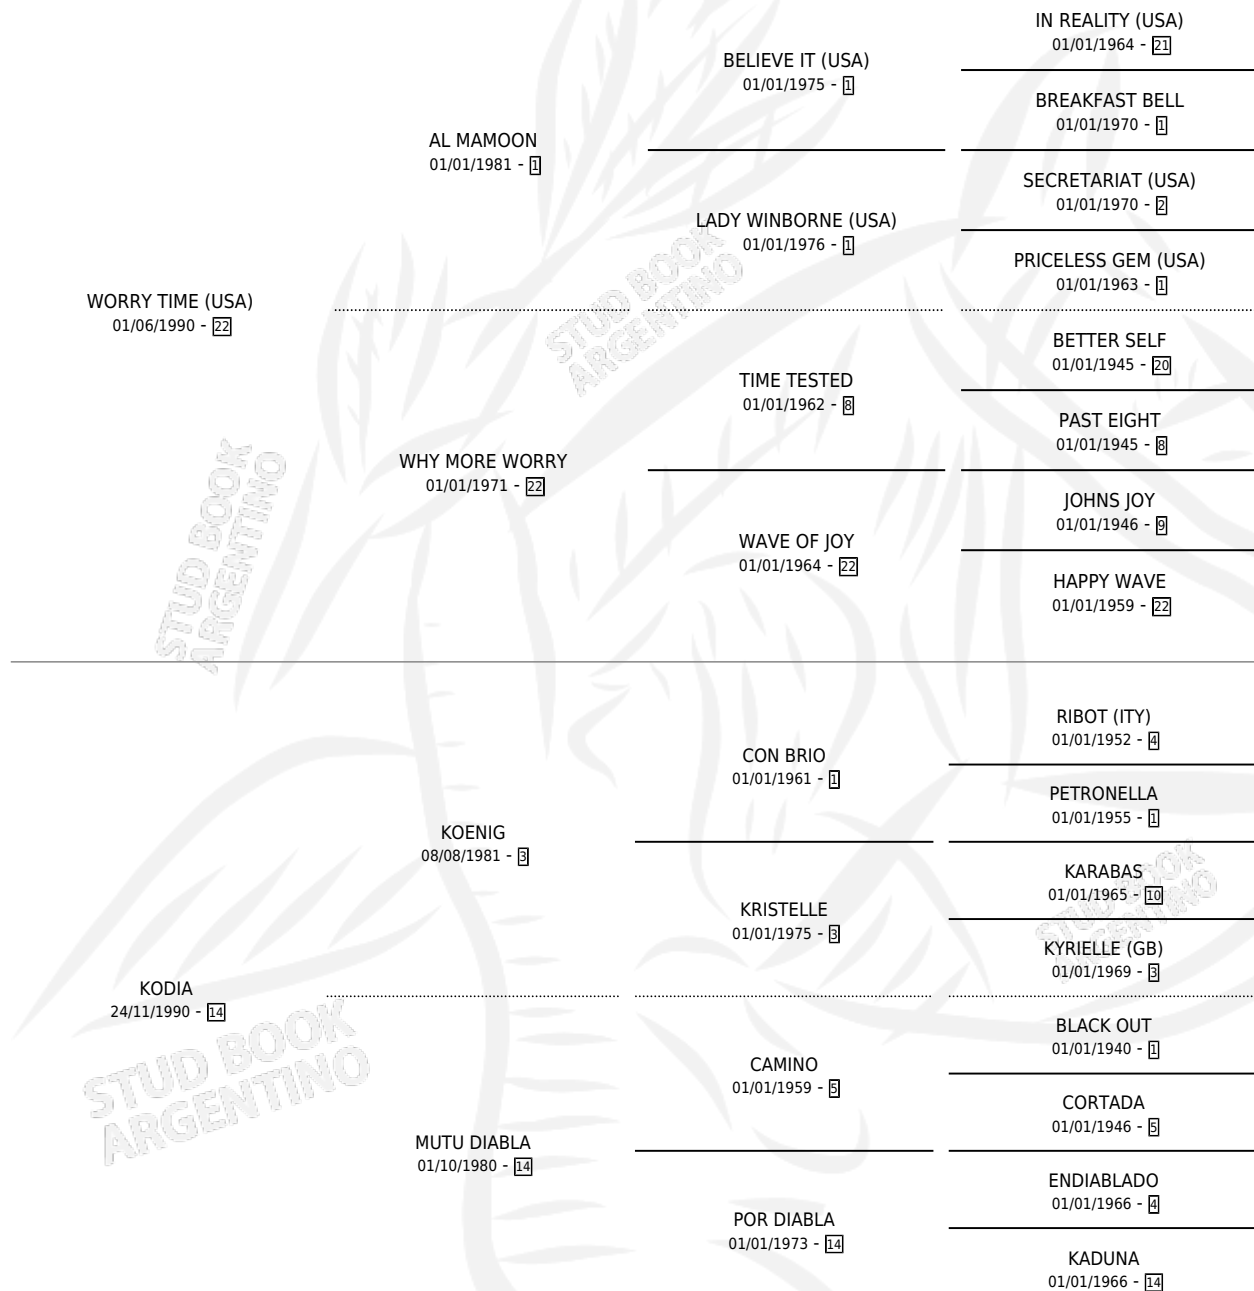 IN REALITY (USA)
01/01/1964 - 21
BELIEVE IT (USA)
01/01/1975 - 1
BREAKFAST BELL
01/01/1970 - 1
AL MAMOON
01/01/1981 - 1
SECRETARIAT (USA)
01/01/1970 - 2
LADY WINBORNE (USA)
01/01/1976 - 1
PRICELESS GEM (USA)
01/01/1963 - 1
WORRY TIME (USA)
01/06/1990 - 22
STUD BOOK
ARGENTINO
BETTER SELF
01/01/1945 - 20
TIME TESTED
01/01/1962 - 8
PAST EIGHT
01/01/1945 - 8
WHY MORE WORRY
01/01/1971 - 22
JOHNS JOY
01/01/1946 - 9
WAVE OF JOY
01/01/1964 - 22
HAPPY WAVE
01/01/1959 - 22
STUD BOOK
ARGENTINO
RIBOT (ITY)
01/01/1952 - 4
CON BRIO
01/01/1961 - 1
PETRONELLA
01/01/1955 - 1
KOENIG
08/08/1981 - 3
KARABAS
01/01/1965 - 10
KRISTELLE
01/01/1975 - 3
STUD BOOK
ARGENTINO
KYRIELLE (GB)
01/01/1969 - 3
KODIA
24/11/1990 - 14
STUD BOOK
ARGENTINO
BLACK OUT
01/01/1940 - 1
CAMINO
01/01/1959 - 5
CORTADA
01/01/1946 - 5
MUTU DIABLA
01/10/1980 - 14
ENDIABLADO
01/01/1966 - 4
POR DIABLA
01/01/1973 - 14
KADUNA
01/01/1966 - 14